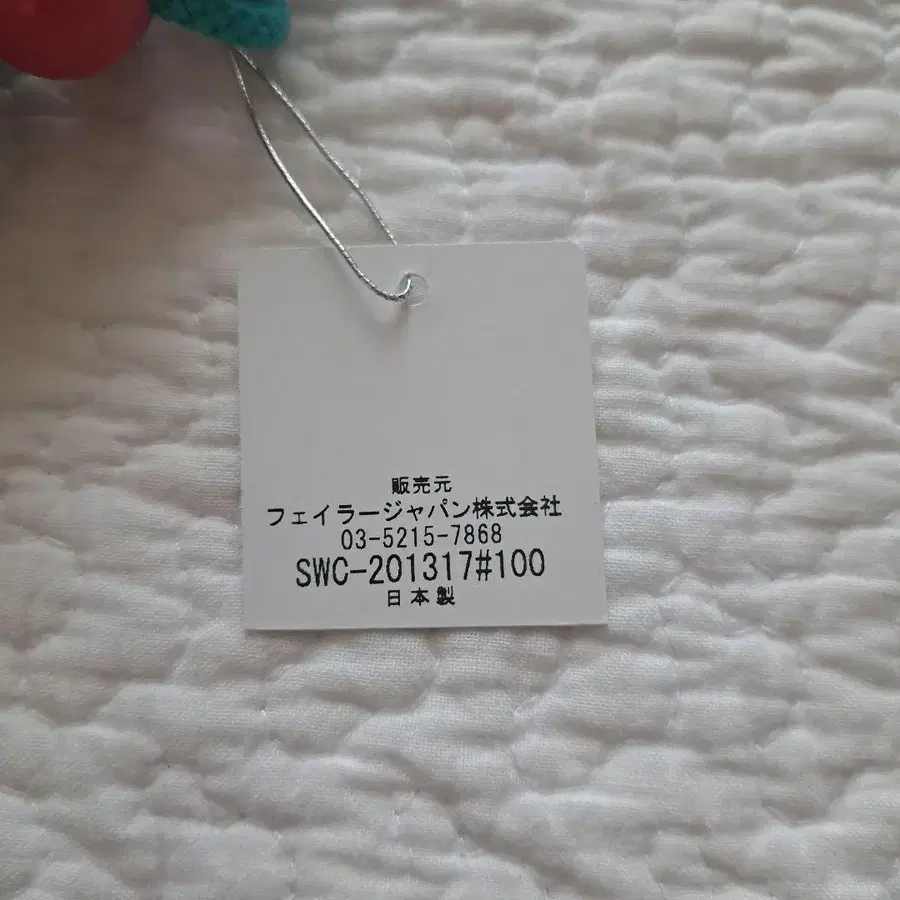 販売元
フェイラージャパン株式会社
03-5215-7868
SWC-201317#100
日本製